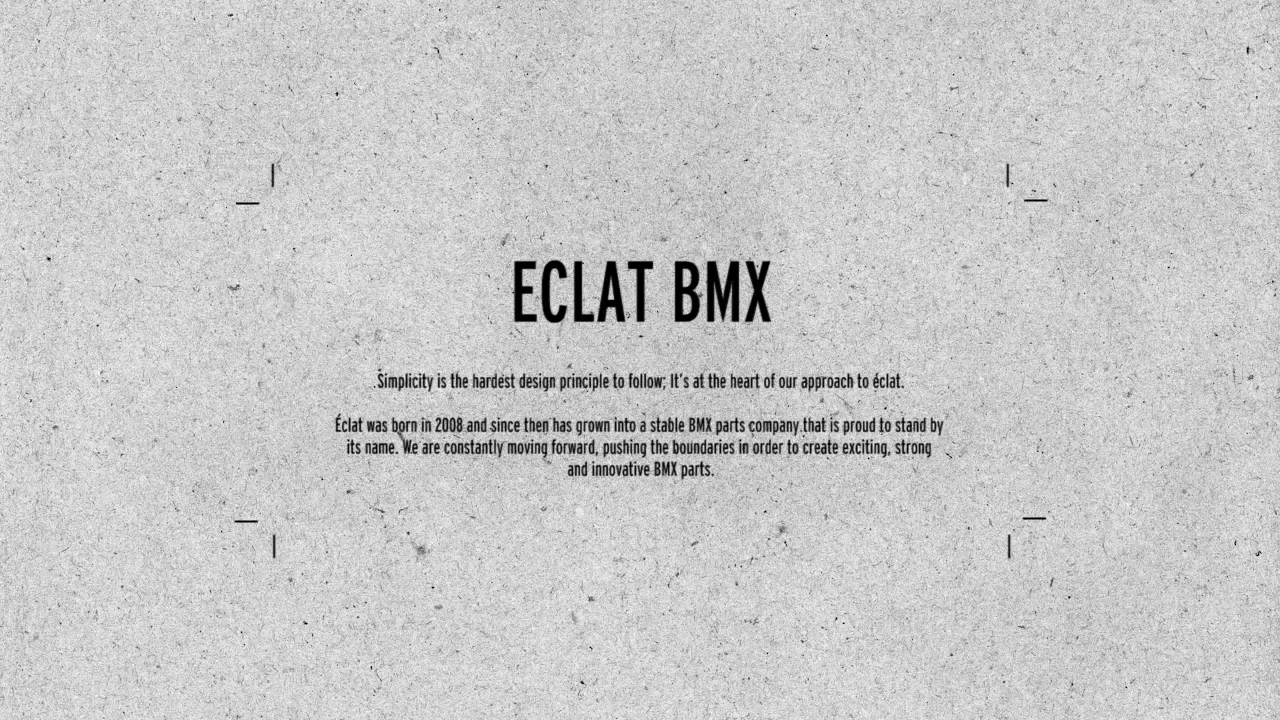 ECLAT BMX
Simplicity is the hardest design principle to follow; It's at the heart of our approach to éclat.
Éclat was born in 2008 and since then has grown into a stable BMX parts company that is proud to stand by
its name. We are constantly moving forward, pushing the boundaries in order to create exciting, strong
and innovative BMX parts.